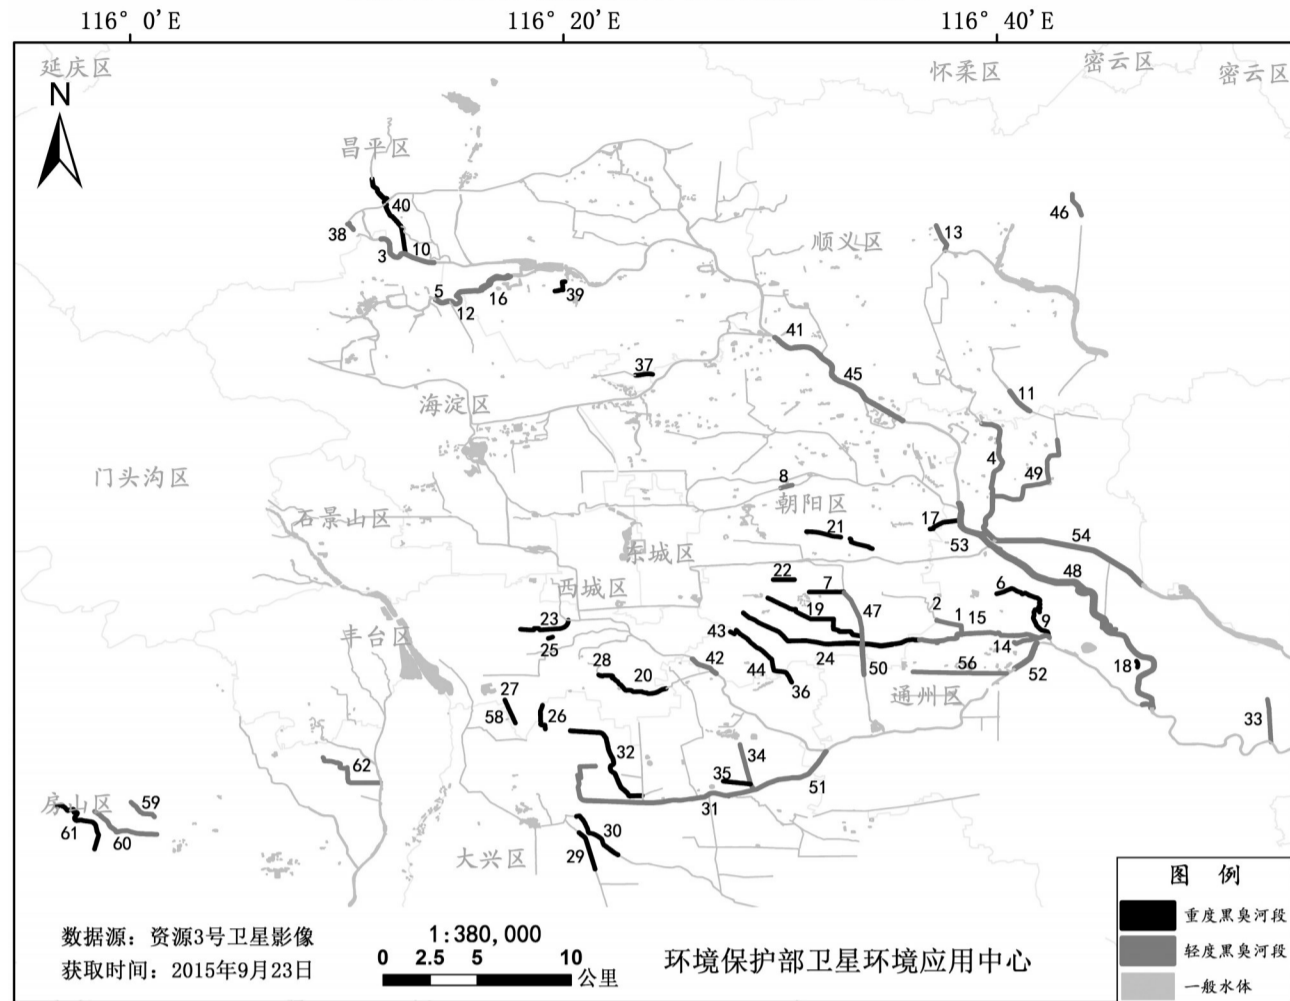 116° 0'E 116° 20'E 116° 40'E
延庆区 怀柔区 密云区 密云区
N
昌平区
40 46
38 3 10 顺义区 13
5 12 16 39
41
37 45
海淀区 11
门头沟区 4 49
8
朝阳区
石景山区 21 17
东城区 53 54
22 7 48
西城区 6
19 47 2 1 15 9
23 43
丰台区 25 24 14
28 20 42 44 50 56 52 18
27 36 通州区
58 26 33
32 34
62 35 51
房山区 59 31
61 60 30
大兴区 29
图 例
重度黑臭河段
轻度黑臭河段
一般水体
数据源：资源3号卫星影像
获取时间：2015年9月23日
1:380,000
0 2.5 5 10
公里
环境保护部卫星环境应用中心